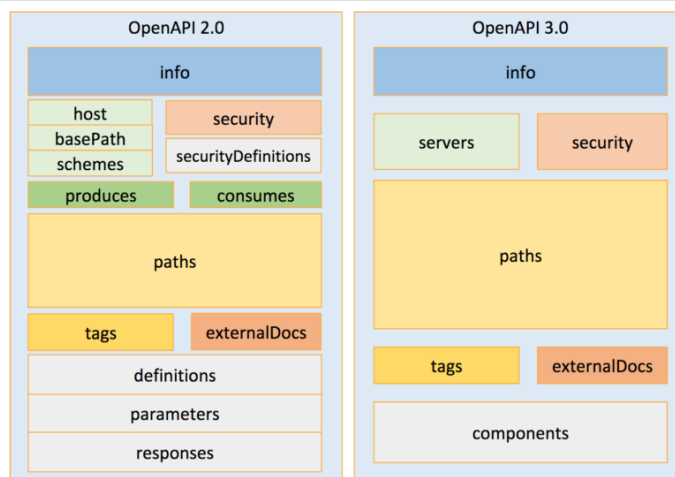 OpenAPI 2.0
info
host
basePath
schemes
security
securityDefinitions
produces
consumes
paths
tags
externalDocs
definitions
parameters
responses
OpenAPI 3.0
info
servers
security
paths
tags
externalDocs
components